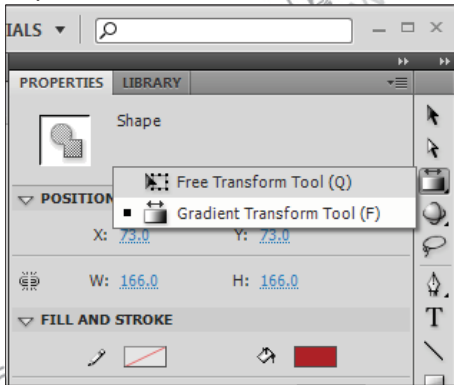 IALS
PROPERTIES LIBRARY
Shape
Free Transform Tool (Q)
POSITION
Gradient Transform Tool (F)
X: 73.0 Y: 73.0
W: 166.0 H: 166.0
FILL AND STROKE
T